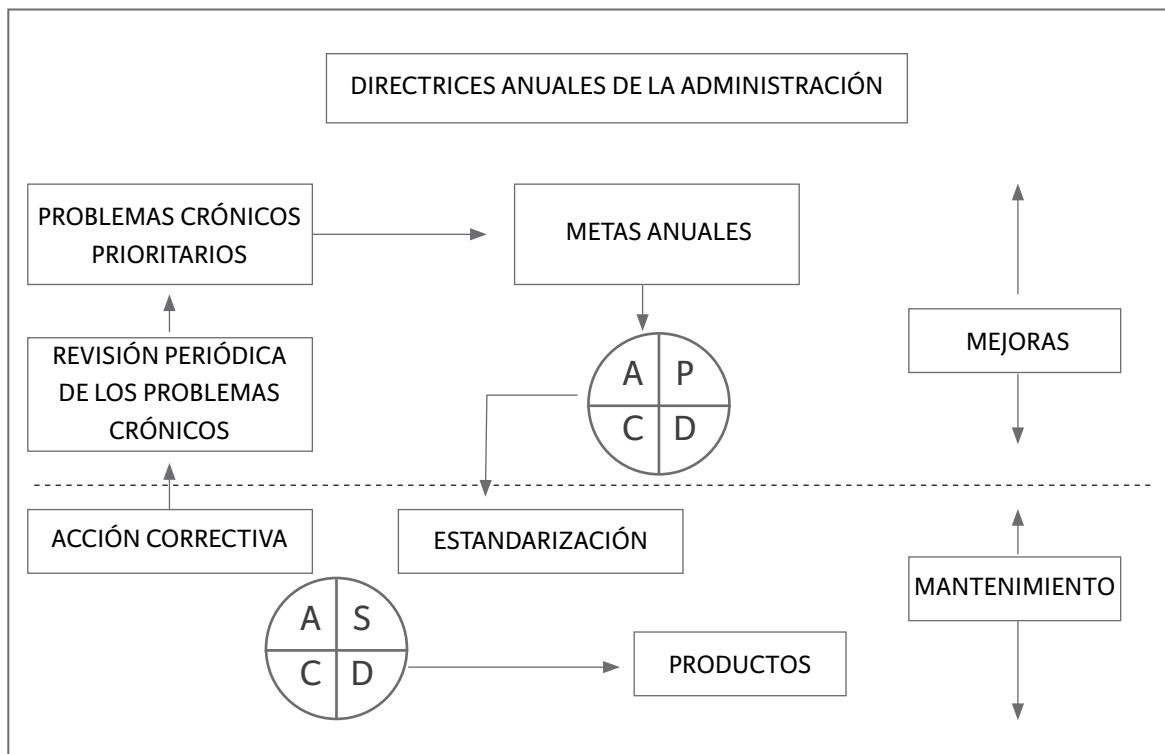 DIRECTRICES ANUALES DE LA ADMINISTRACIÓN
PROBLEMAS CRÓNICOS
PRIORITARIOS
METAS ANUALES
REVISIÓN PERIÓDICA
DE LOS PROBLEMAS
CRÓNICOS
A P
C D
MEJORAS
ACCIÓN CORRECTIVA
ESTANDARIZACIÓN
MANTENIMIENTO
A S
C D
PRODUCTOS